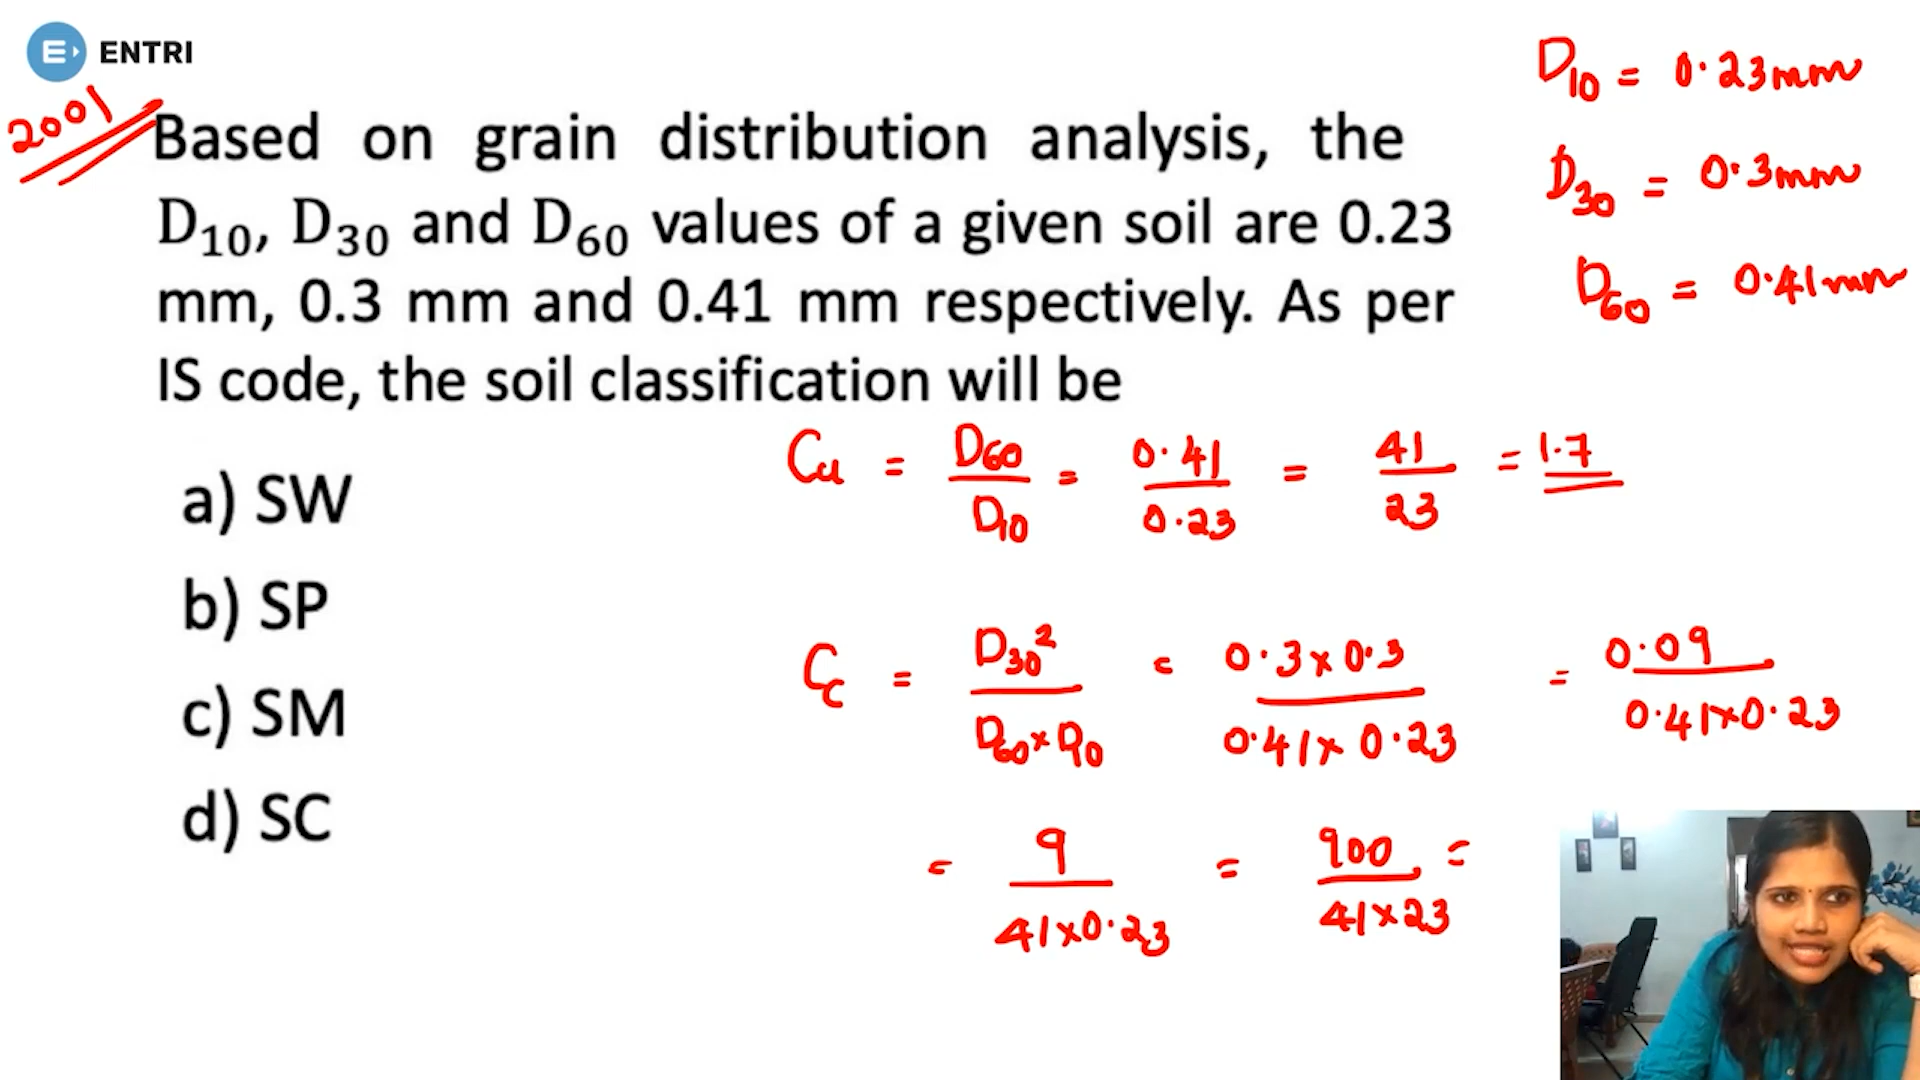 ENTRI
2001
Based on grain distribution analysis, the
D₁₀, D₃₀ and D₆₀ values of a given soil are 0.23
mm, 0.3 mm and 0.41 mm respectively. As per
IS code, the soil classification will be
a) SW
b) SP
c) SM
d) SC
D₁₀ = 0.23mm
D₃₀ = 0.3mm
D₆₀ = 0.41mm
Cu = D₆₀/D₁₀ = 0.41/0.23 = 41/23 = 1.7
Cc = D₃₀²/D₆₀×D₁₀ = 0.3×0.3/0.41×0.23 = 0.09/0.41×0.23
= 9/41×0.23 = 900/41×23 =